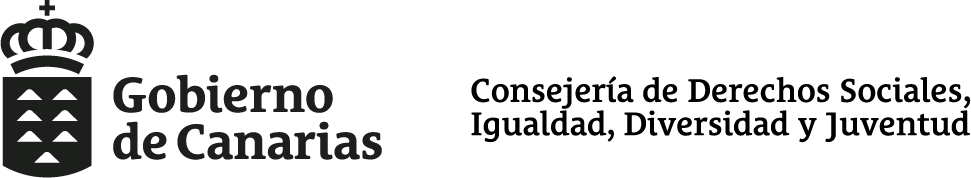 Gobierno
de Canarias
Consejería de Derechos Sociales,
Igualdad, Diversidad y Juventud